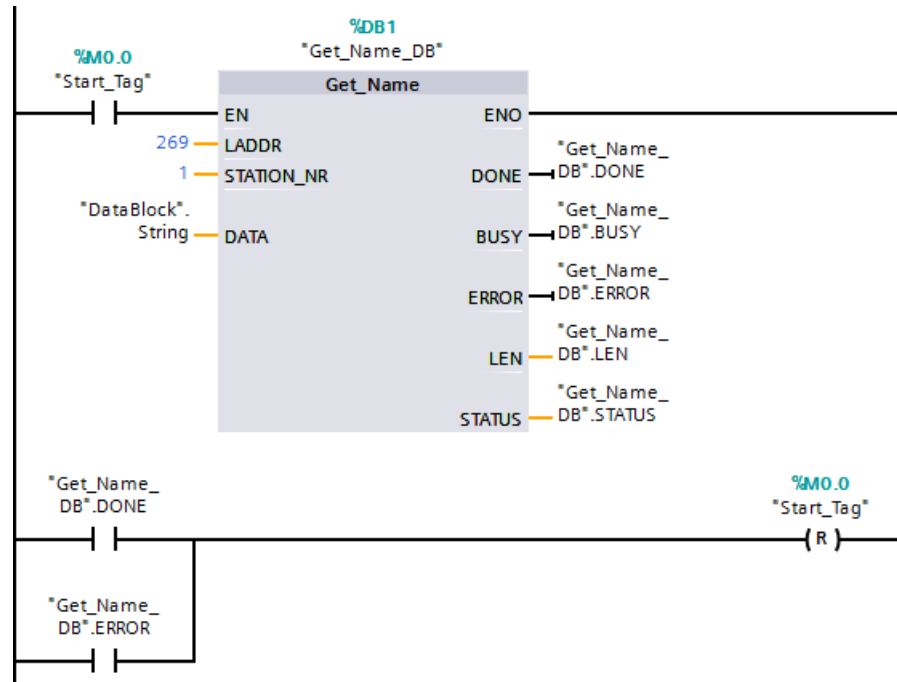 %DB1
"Get_Name_DB"
%M0.0
"Start_Tag"
Get_Name
EN
ENO
269
LADDR
1
STATION_NR
"Get_Name_
DB".DONE
DONE
"DataBlock".
String
DATA
"Get_Name_
DB".BUSY
BUSY
"Get_Name_
DB".ERROR
ERROR
"Get_Name_
DB".LEN
LEN
"Get_Name_
DB".STATUS
STATUS
"Get_Name_
DB".DONE
%M0.0
"Start_Tag"
R
"Get_Name_
DB".ERROR